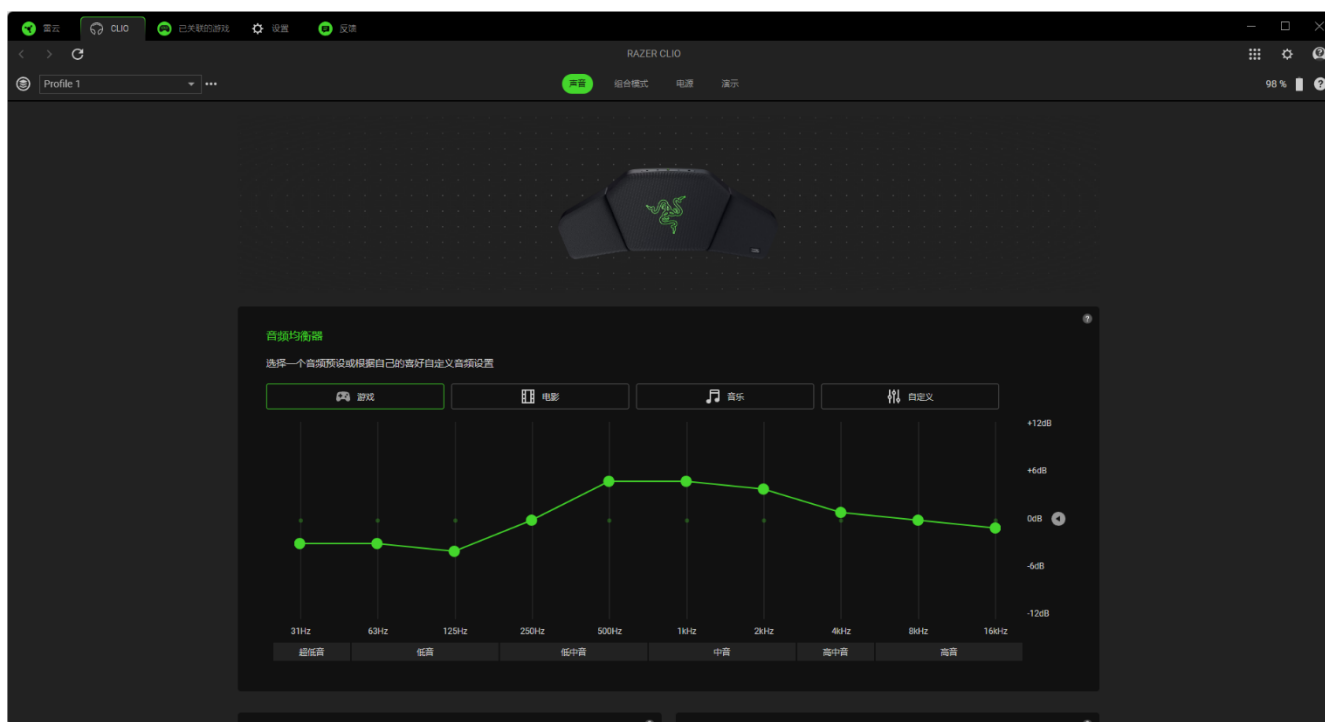 雷云 CLIO 已关联的游戏 设置 反馈
RAZER CLIO
Profile 1 声音 组合模式 电源 演示 98 %
音频均衡器
选择一个音频预设或根据自己的喜好自定义音频设置
游戏 电影 音乐 自定义
+12dB
+6dB
0dB
-6dB
-12dB
31Hz 63Hz 125Hz 250Hz 500Hz 1kHz 2kHz 4kHz 8kHz 16kHz
超低音 低音 低中音 中音 高中音 高音